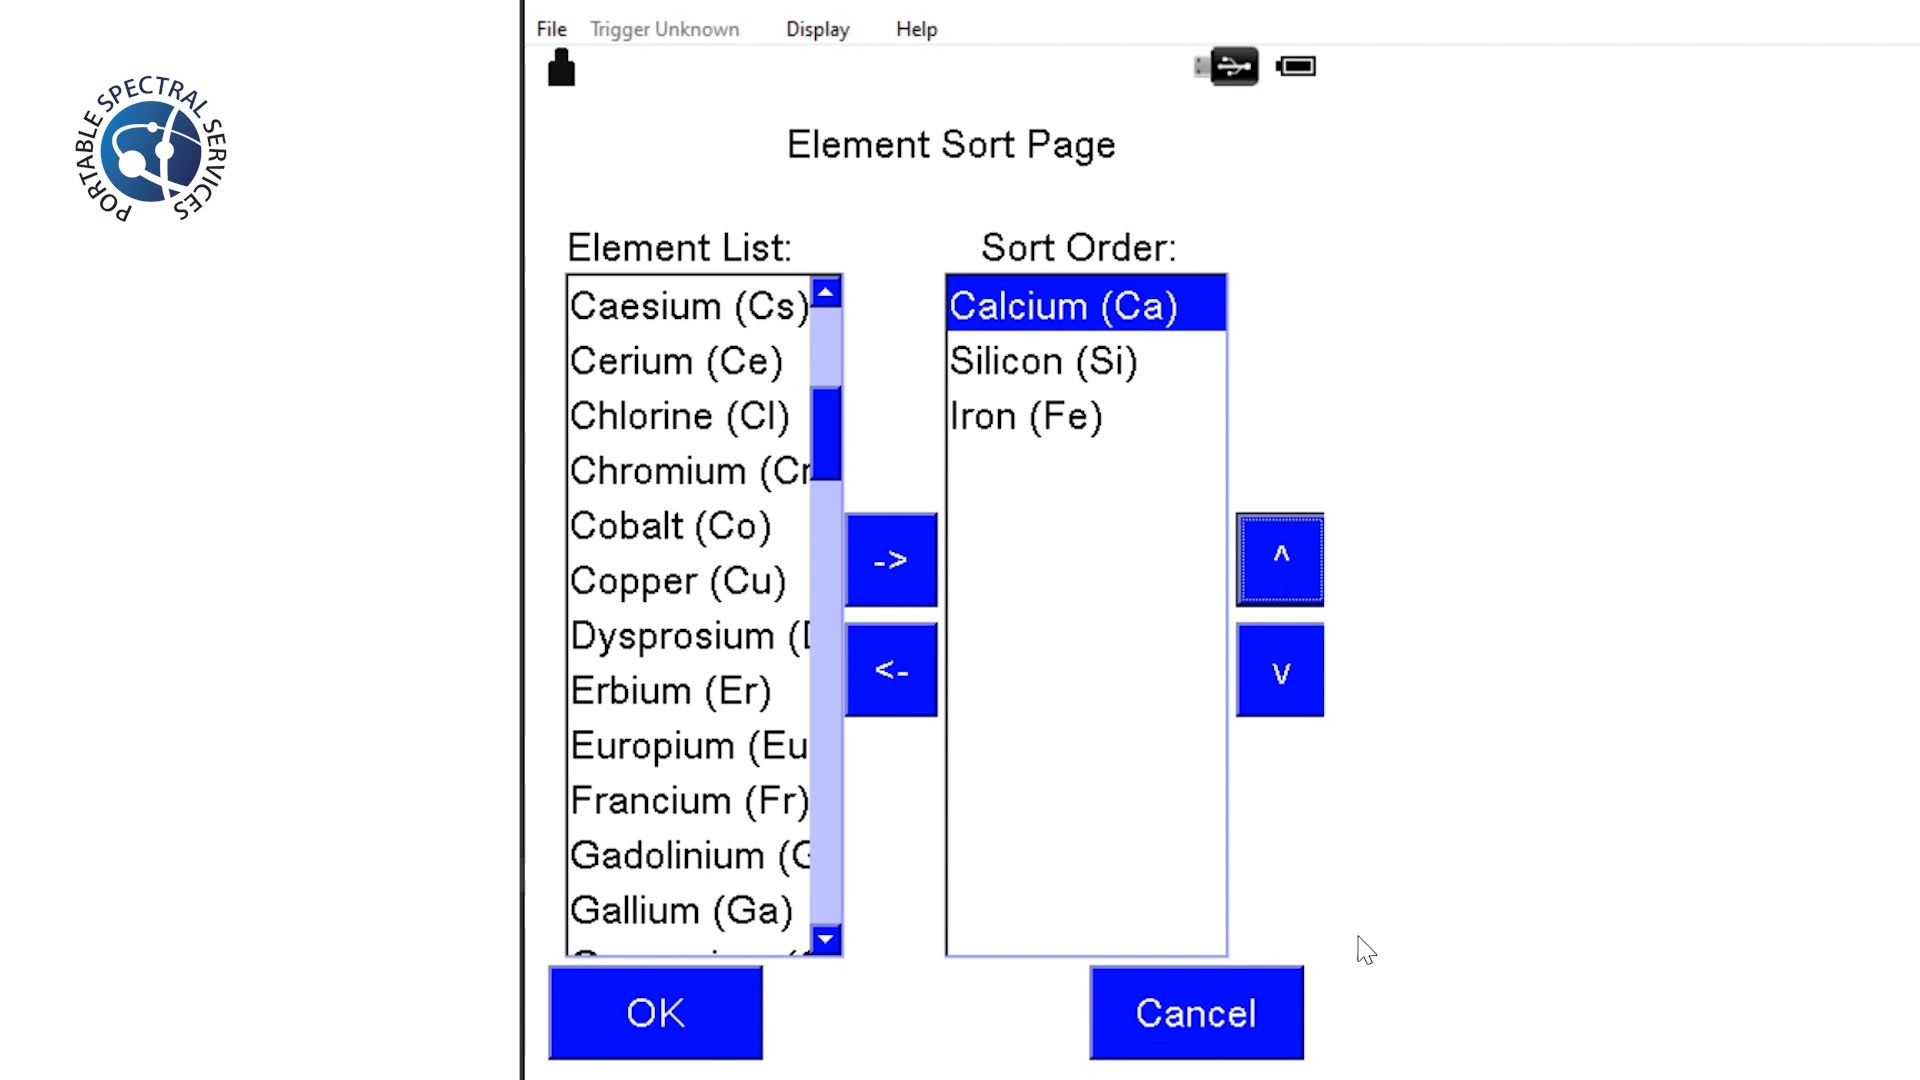 PORTABLE SPECTRAL SERVICES
File Trigger Unknown Display Help
Element Sort Page
Element List:
Sort Order:
Caesium (Cs)
Cerium (Ce)
Chlorine (Cl)
Chromium (Cr
Cobalt (Co)
Copper (Cu)
Dysprosium (
Erbium (Er)
Europium (Eu
Francium (Fr)
Gadolinium (G
Gallium (Ga)
Calcium (Ca)
Silicon (Si)
Iron (Fe)
->
<-
^
v
OK
Cancel